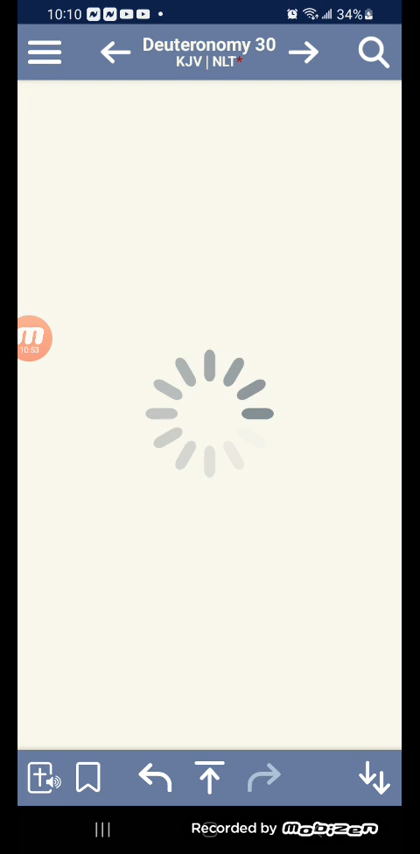 10:10 34%
Deuteronomy 30
KJV | NLT*
m
10:53
Recorded by mobizen